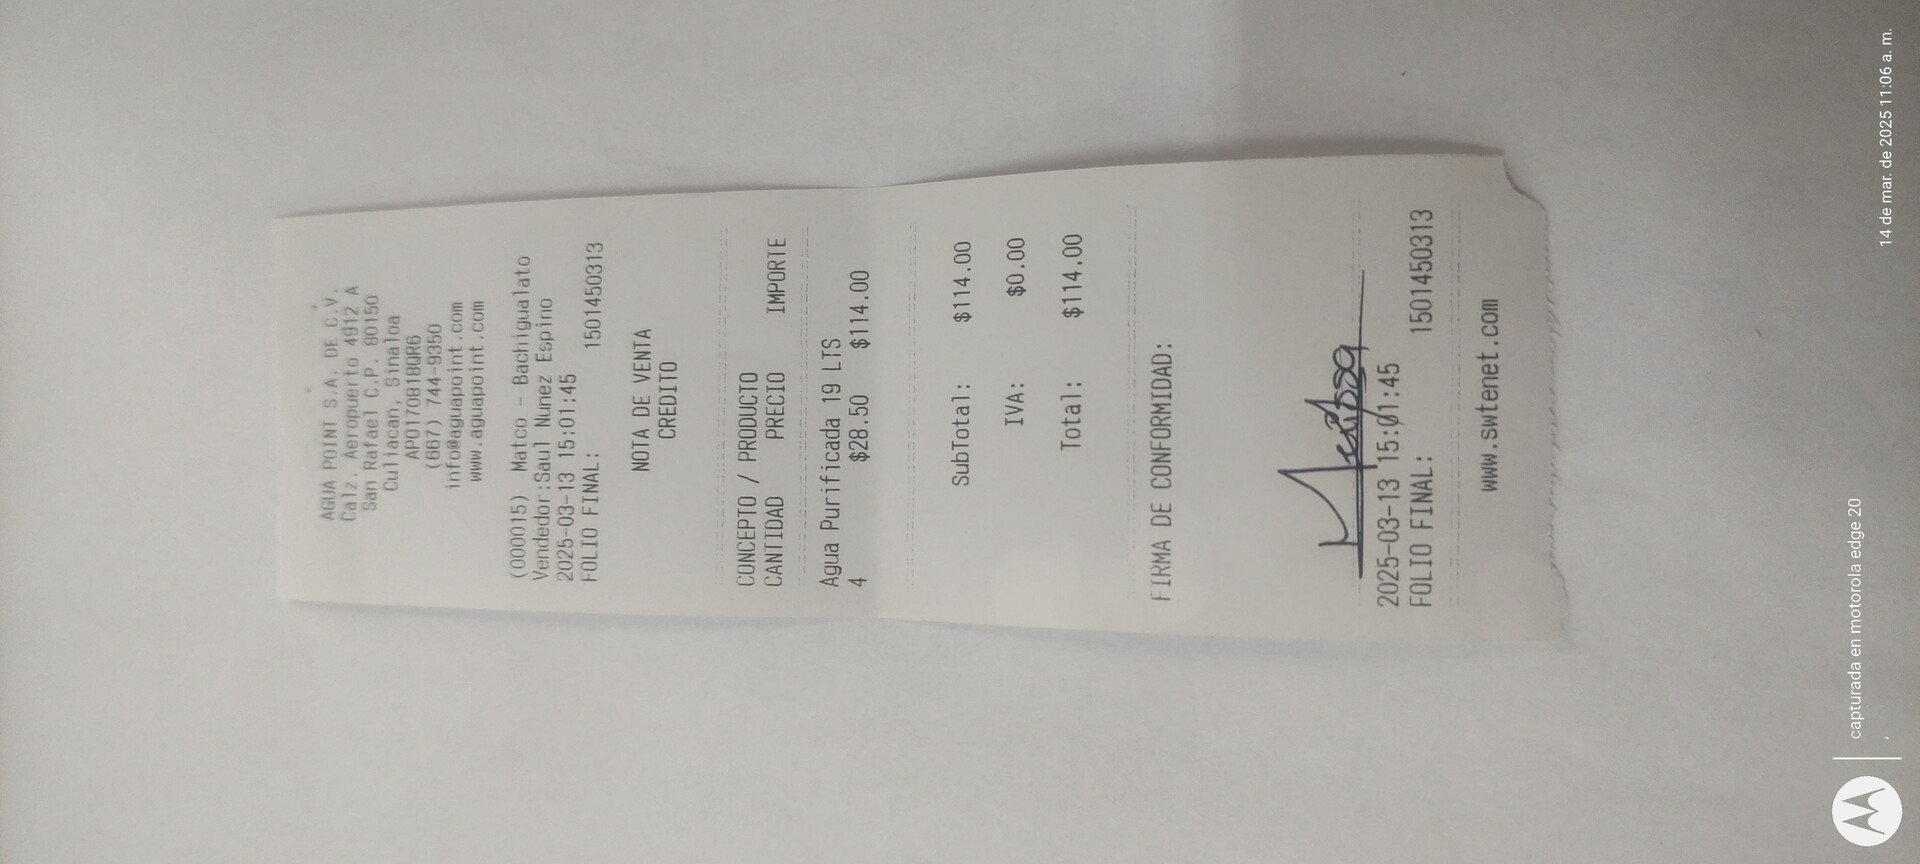 AGUA POINT S.A. DE C.V.
Calz. Aeropuerto 4912 A
San Rafael C.P. 80150
Culiacan, Sinaloa
APO170818QR6
(667) 744-9350
info@aguapoint.com
www.aguapoint.com
(000015) Matco - Bachigualato
Vendedor:Saul Nunez Espino
2025-03-13 15:01:45
FOLIO FINAL: 1501450313
NOTA DE VENTA
CREDITO
CONCEPTO / PRODUCTO
CANTIDAD PRECIO IMPORTE
Agua Purificada 19 LTS
4 $28.50 $114.00
SubTotal: $114.00
IVA: $0.00
Total: $114.00
FIRMA DE CONFORMIDAD:
2025-03-13 15:01:45
FOLIO FINAL: 1501450313
www.swtenet.com
capturada en motorola edge 20
14 de mar. de 2025 11:06 a. m.